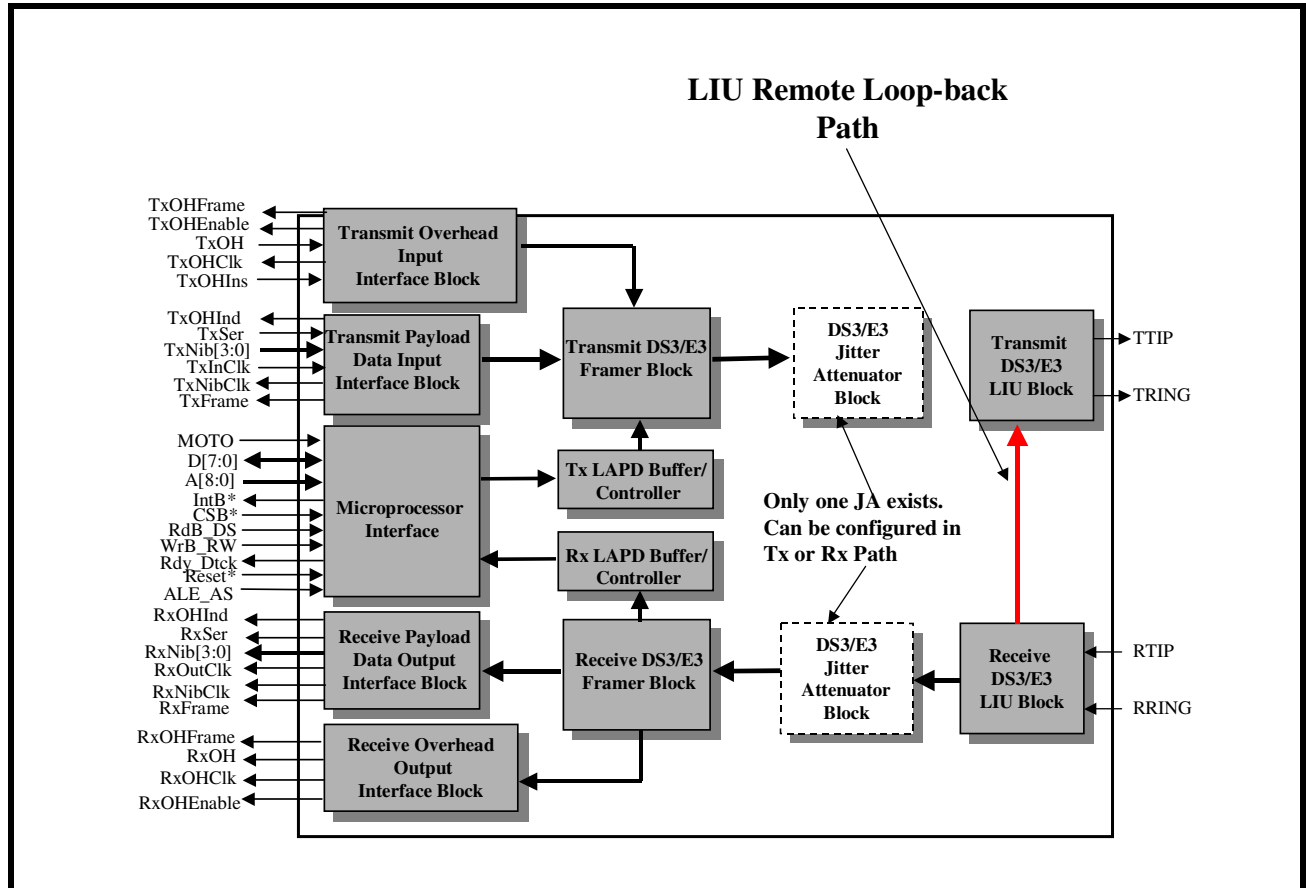 LIU Remote Loop-back
Path
TxOHFrame
TxOHEnable
TxOH
TxOHClk
TxOHIns
Transmit Overhead
Input
Interface Block
TxOHInd
TxSer
TxNib[3:0]
TxInClk
TxNibClk
TxFrame
Transmit Payload
Data Input
Interface Block
Transmit DS3/E3
Framer Block
DS3/E3
Jitter
Attenuator
Block
Transmit
DS3/E3
LIU Block
TTIP
TRING
MOTO
D[7:0]
A[8:0]
IntB*
CSB*
RdB_DS
WrB_RW
Rdy_Dtck
Reset*
ALE_AS
Microprocessor
Interface
Tx LAPD Buffer/
Controller
Rx LAPD Buffer/
Controller
Only one JA exists.
Can be configured in
Tx or Rx Path
RxOHInd
RxSer
RxNib[3:0]
RxOutClk
RxNibClk
RxFrame
Receive Payload
Data Output
Interface Block
Receive DS3/E3
Framer Block
DS3/E3
Jitter
Attenuator
Block
Receive
DS3/E3
LIU Block
RTIP
RRING
RxOHFrame
RxOH
RxOHClk
RxOHEnable
Receive Overhead
Output
Interface Block